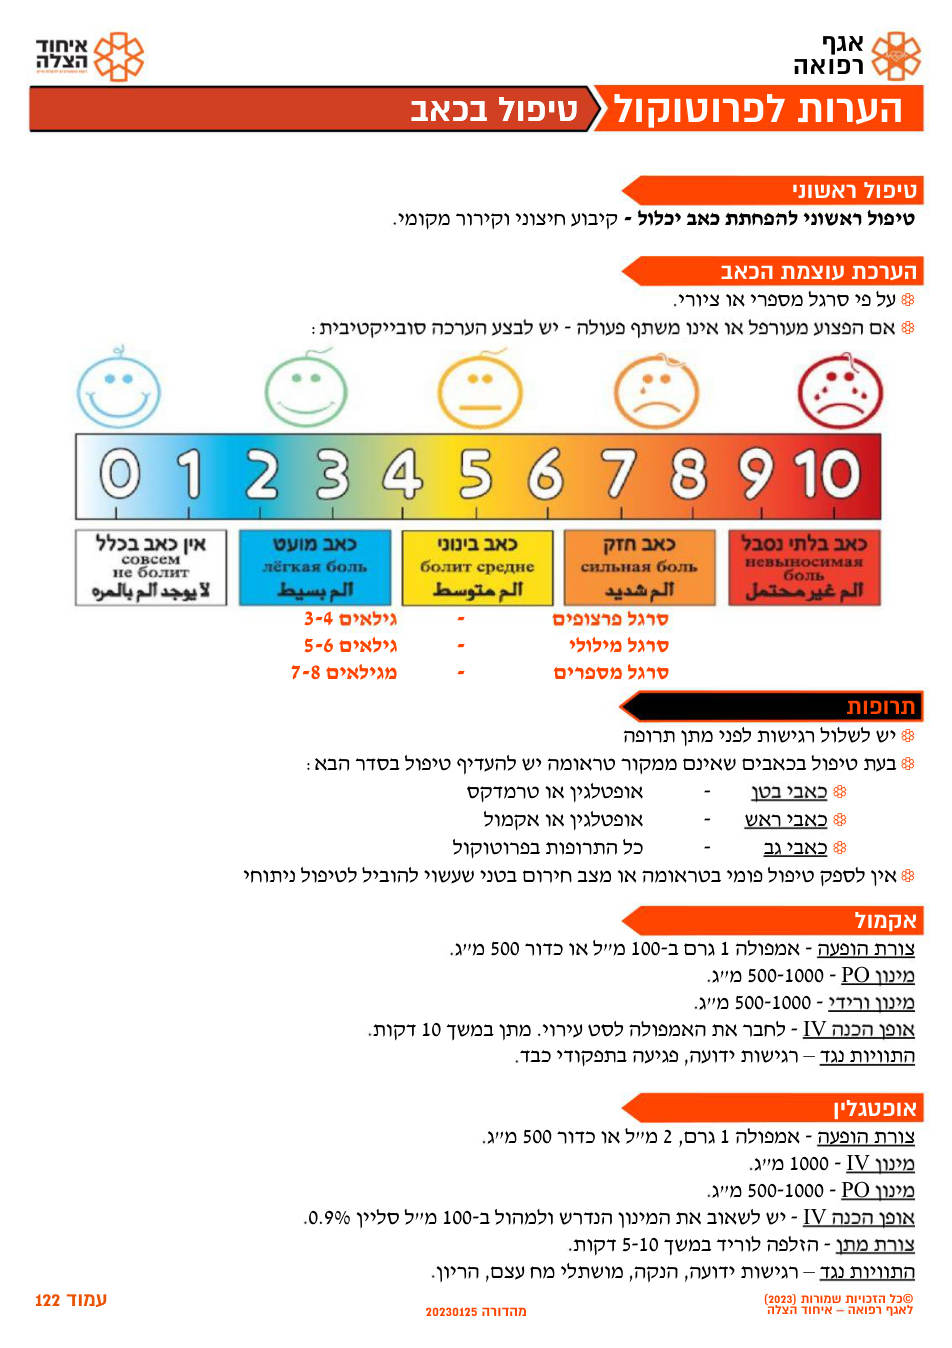 איחוד
הצלה
אגף
רפואה
הערות לפרוטוקול
טיפול בכאב
טיפול ראשוני
טיפול ראשוני להפחתת כאב יכלול - קיבוע חיצוני וקירור מקומי.
הערכת עוצמת הכאב
על פי סרגל מספרי או ציורי.
אם הפצוע מעורפל או אינו משתף פעולה - יש לבצע הערכה סובייקטיבית:
0 1 2 3 4 5 6 7 8 9 10
אין כאב בכלל
совсем
не болит
لا يوجد الم بالمره
כאב מועט
лёгкая боль
الم بسيط
כאב בינוני
болит средне
الم متوسط
כאב חזק
сильная боль
الم شديد
כאב בלתי נסבל
невыносимая
боль
الم غير محتمل
סרגל פרצופים - גילאים 3-4
סרגל מילולי - גילאים 5-6
סרגל מספרים - מגילאים 7-8
תרופות
יש לשלול רגישות לפני מתן תרופה
בעת טיפול בכאבים שאינם ממקור טראומה יש להעדיף טיפול בסדר הבא:
כאבי בטן - אופטלגין או טרמדקס
כאבי ראש - אופטלגין או אקמול
כאבי גב - כל התרופות בפרוטוקול
אין לספק טיפול פומי בטראומה או מצב חירום בטני שעשוי להוביל לטיפול ניתוחי
אקמול
צורת הופעה - אמפולה 1 גרם ב-100 מ״ל או כדור 500 מ״ג.
מינון PO - 500-1000 מ״ג.
מינון ורידי - 500-1000 מ״ג.
אופן הכנה IV - לחבר את האמפולה לסט עירוי. מתן במשך 10 דקות.
התוויות נגד – רגישות ידועה, פגיעה בתפקודי כבד.
אופטגלין
צורת הופעה - אמפולה 1 גרם, 2 מ״ל או כדור 500 מ״ג.
מינון IV - 1000 מ״ג.
מינון PO - 500-1000 מ״ג.
אופן הכנה IV - יש לשאוב את המינון הנדרש ולמהול ב-100 מ״ל סליין 0.9%.
צורת מתן - הזלפה לוריד במשך 5-10 דקות.
התוויות נגד – רגישות ידועה, הנקה, מושתלי מח עצם, הריון.
©כל הזכויות שמורות (2023)
לאגף רפואה – איחוד הצלה
מהדורה 20230125
עמוד 122